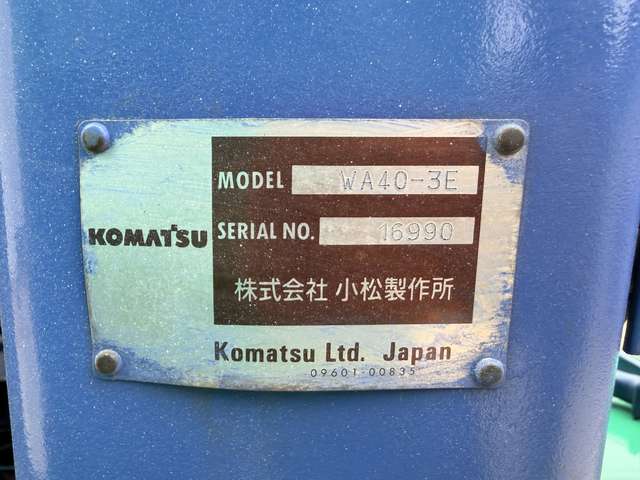 MODEL WA40-3E
KOMATSU
SERIAL NO. 16990
株式会社 小松製作所
Komatsu Ltd. Japan
09601-00835